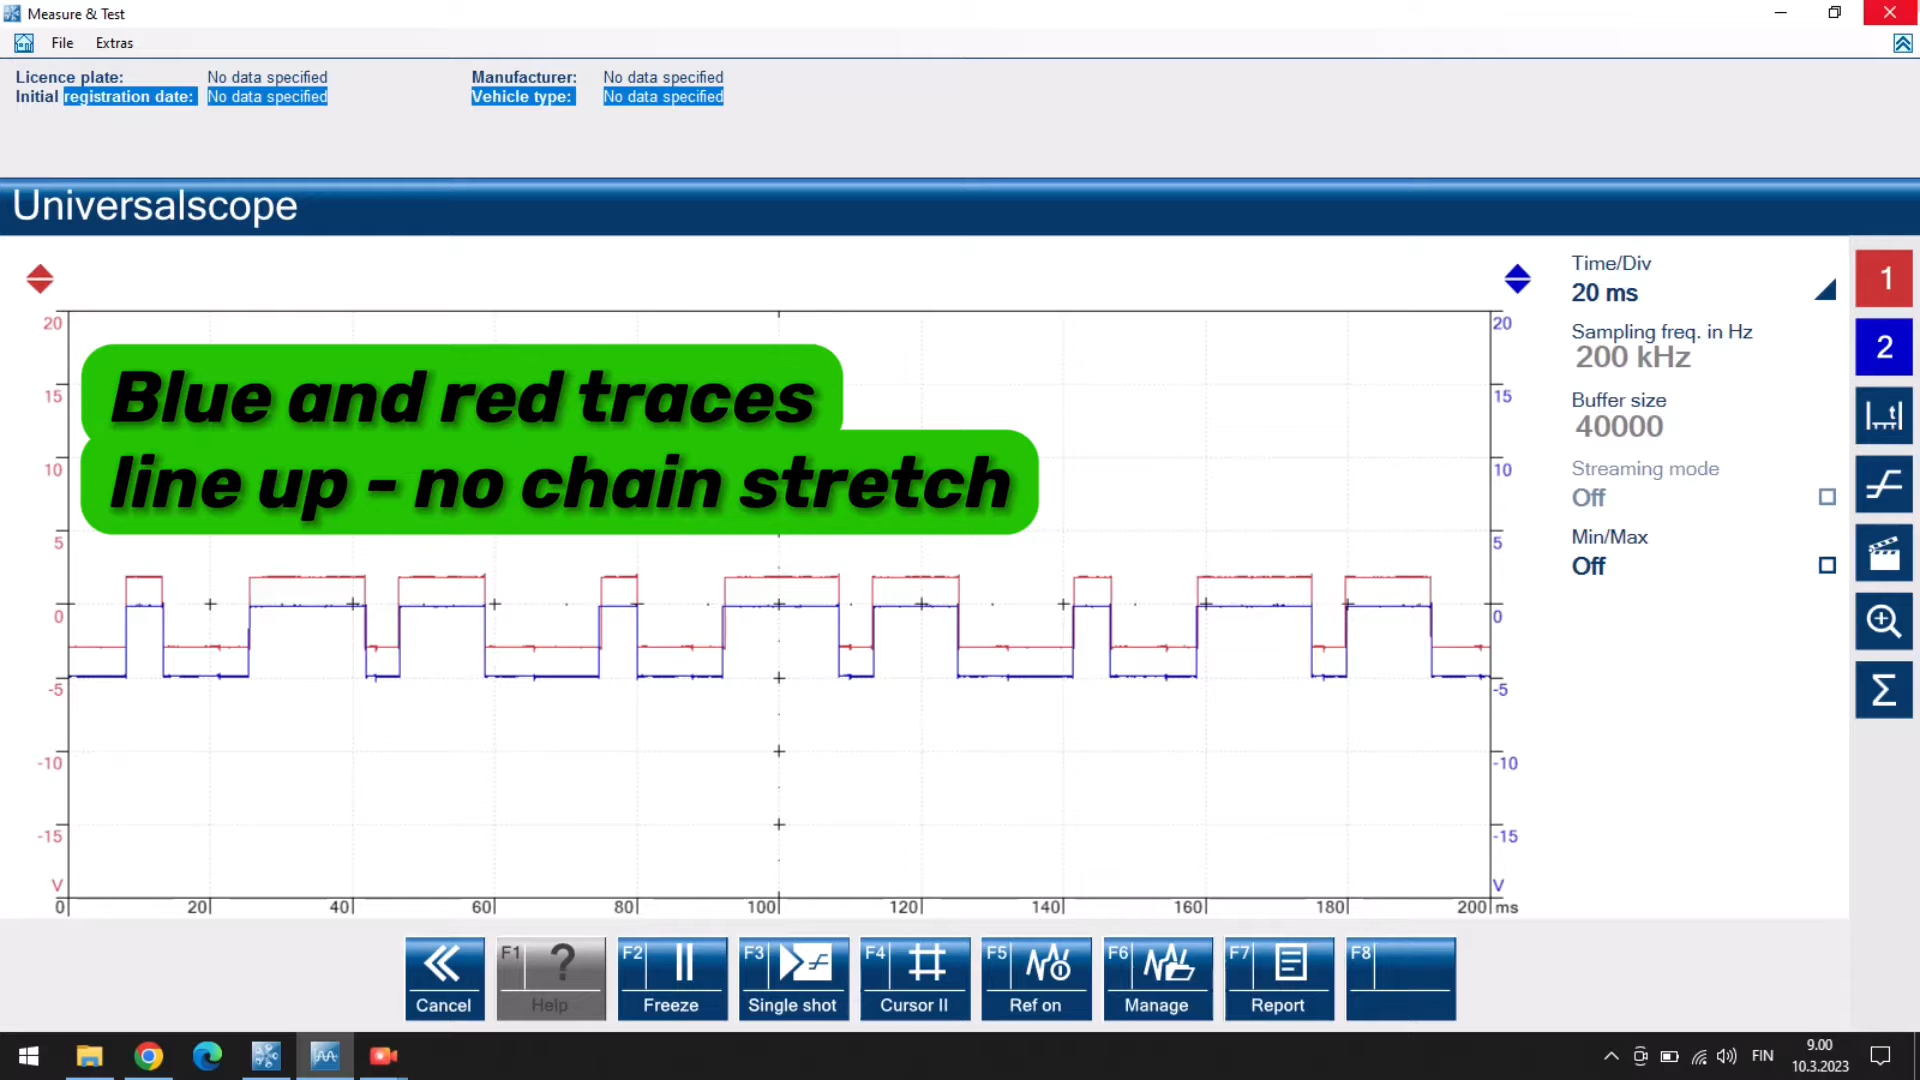 Measure & Test
File Extras
Licence plate: No data specified Manufacturer: No data specified
Initial registration date: No data specified Vehicle type: No data specified
Universalscope
Time/Div
20 ms
Sampling freq. in Hz
200 kHz
Buffer size
40000
Streaming mode
Off
Min/Max
Off
1
2
t
Σ
Blue and red traces
line up - no chain stretch
20 20
15 15
10 10
5 5
0 0
-5 -5
-10 -10
-15 -15
V V
0 20 40 60 80 100 120 140 160 180 200 ms
Cancel
F1 ? Help
F2 Freeze
F3 Single shot
F4 Cursor II
F5 Ref on
F6 Manage
F7 Report
F8
FIN
9.00
10.3.2023